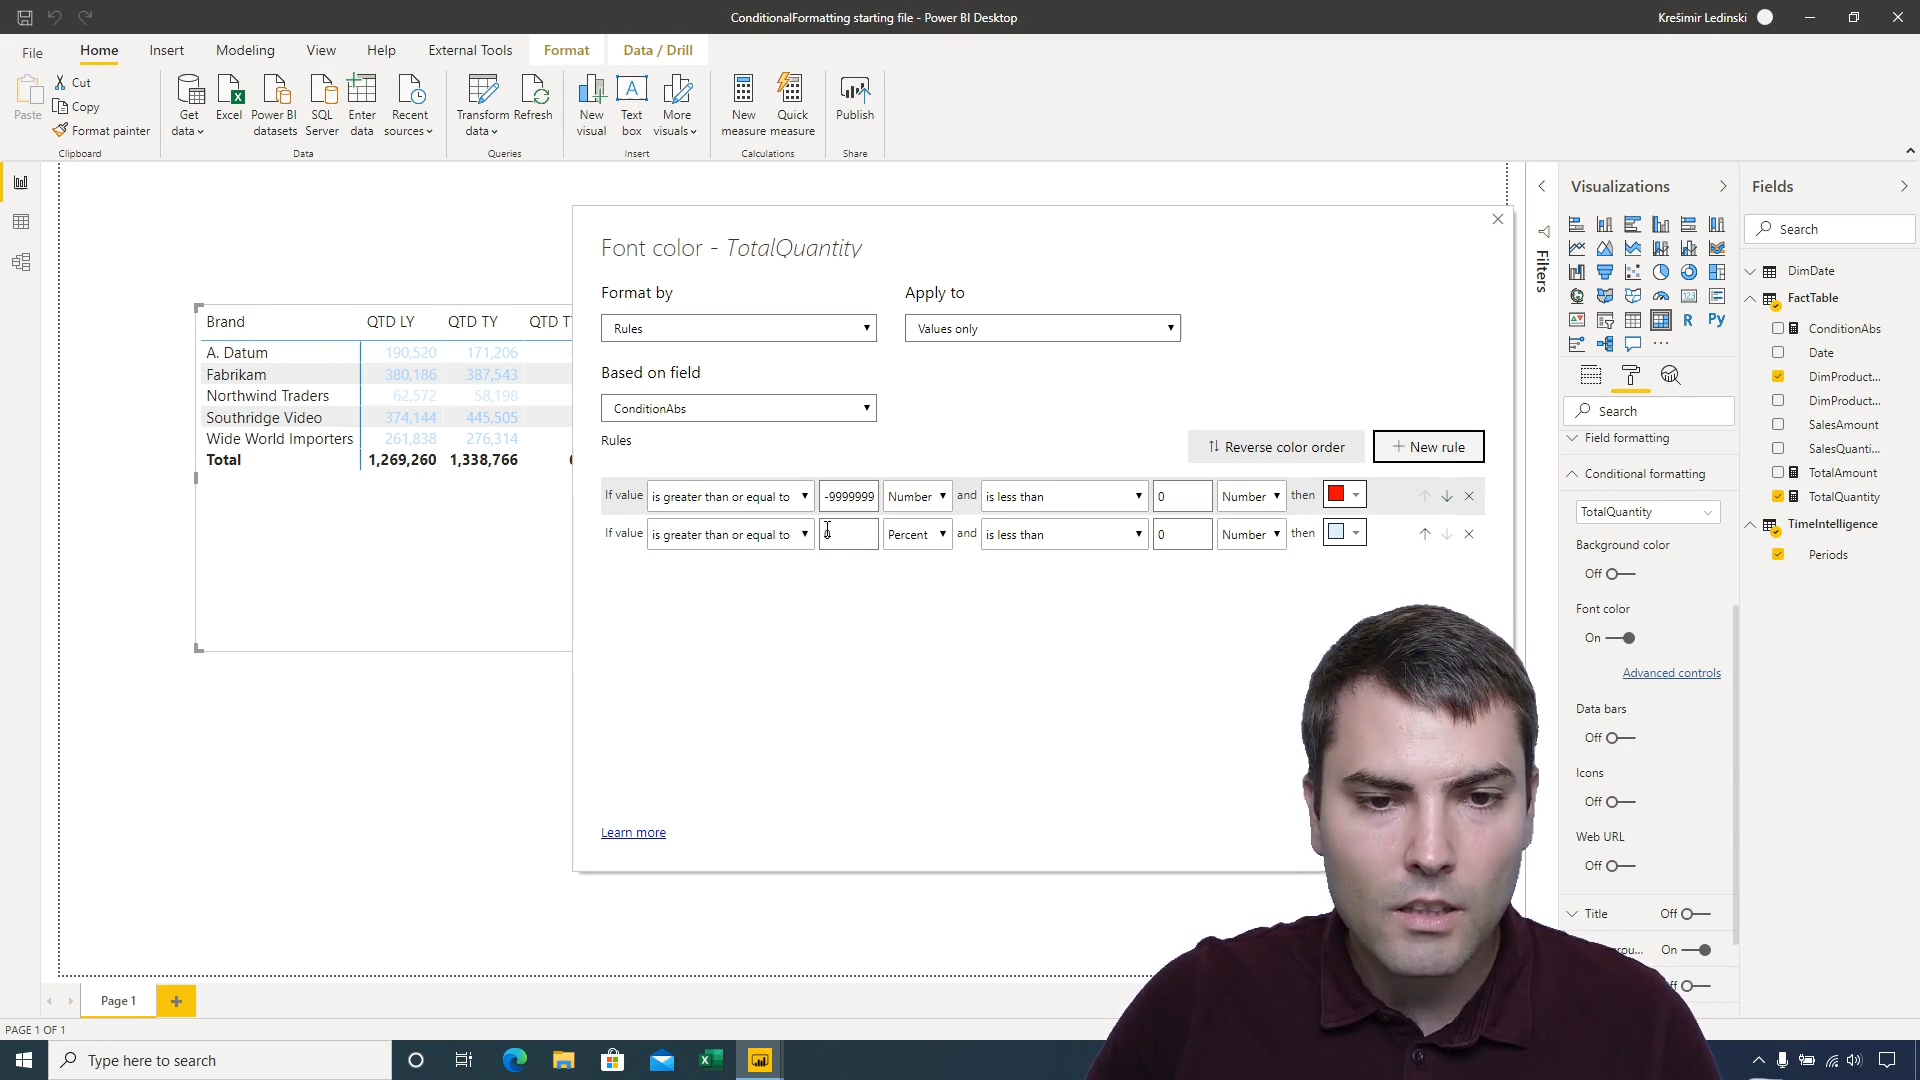 ConditionalFormatting starting file - Power BI Desktop
Krešimir Ledinski
File
Home
Insert
Modeling
View
Help
External Tools
Format
Data / Drill
Paste
Cut
Copy
Format painter
Clipboard
Get data
Excel
Power BI datasets
SQL Server
Enter data
Recent sources
Data
Transform data
Refresh
Queries
New visual
Text box
More visuals
Insert
New measure
Quick measure
Calculations
Publish
Share
Brand QTD LY QTD TY QTD T
A. Datum 190,520 171,206
Fabrikam 380,186 387,543
Northwind Traders 62,572 58,198
Southridge Video 374,144 445,505
Wide World Importers 261,838 276,314
Total 1,269,260 1,338,766
Font color - TotalQuantity
Format by
Apply to
Rules
Values only
Based on field
ConditionAbs
Rules
Reverse color order
New rule
If value is greater than or equal to -9999999 Number and is less than 0 Number then
If value is greater than or equal to Percent and is less than 0 Number then
Learn more
Filters
Visualizations
R
Py
Search
Field formatting
Conditional formatting
TotalQuantity
Background color
Off
Font color
On
Advanced controls
Data bars
Off
Icons
Off
Web URL
Off
Title Off
On
Fields
Search
DimDate
FactTable
ConditionAbs
Date
DimProduct...
DimProduct...
SalesAmount
SalesQuanti...
TotalAmount
TotalQuantity
TimeIntelligence
Periods
Page 1
PAGE 1 OF 1
Type here to search